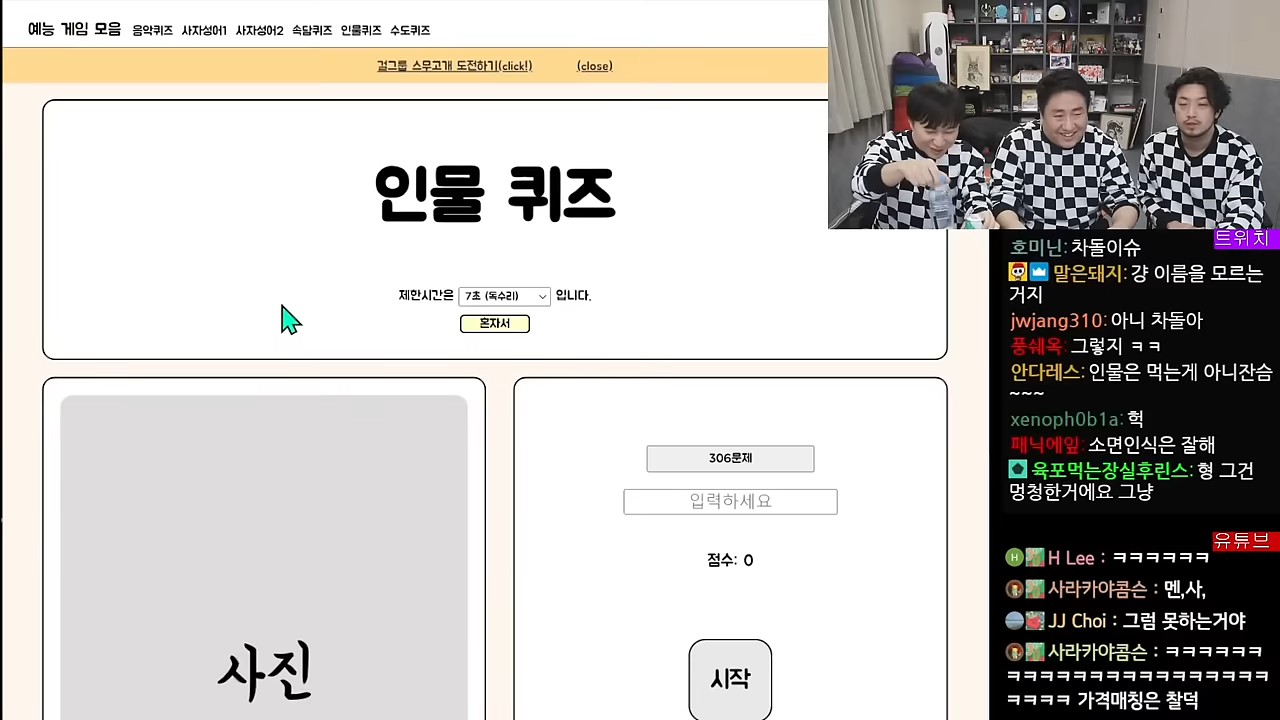 예능 게임 모음 음악퀴즈 사자성어1 사자성어2 속담퀴즈 인물퀴즈 수도퀴즈
걸그룹 스무고개 도전하기(click!) (close)
인물 퀴즈
제한시간은 7초 (독수리) 입니다.
혼자서
사진
306문제
입력하세요
점수: 0
시작
트위치
호미닌: 차돌이슈
말은돼지: 걍 이름을 모르는
거지
jwjang310: 아니 차돌아
풍쉐옥: 그렇지 ㅋㅋ
안다레스: 인물은 먹는게 아니잔슴
~~~
xenoph0b1a: 헉
패닉에잎: 소면인식은 잘해
육포먹는장실후린스: 형 그건
멍청한거에요 그냥
유튜브
H H Lee : ㅋㅋㅋㅋㅋㅋ
사라카야콤슨 : 멘,사,
JJ Choi : 그럼 못하는거야
사라카야콤슨 : ㅋㅋㅋㅋㅋㅋ
ㅋㅋㅋㅋㅋㅋㅋㅋㅋㅋㅋㅋㅋㅋㅋㅋ
ㅋㅋㅋㅋ 가격매칭은 찰덕